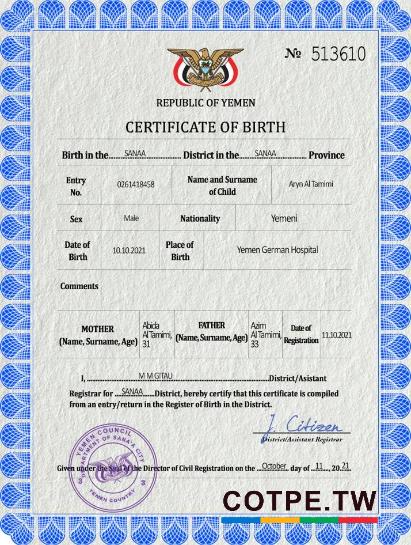 № 513610
REPUBLIC OF YEMEN
CERTIFICATE OF BIRTH
Birth in the....SANAA.... District in the....SANAA.... Province
Entry No. 0261418458 Name and Surname of Child Aryn Al Tamimi
Sex Male Nationality Yemeni
Date of Birth 10.10.2021 Place of Birth Yemen German Hospital
Comments
MOTHER (Name, Surname, Age) Abida Al Tamimi, 31 FATHER (Name, Surname, Age) Azim Al Tamimi, 33 Date of Registration 11.10.2021
I, ....M M GITAU....District/Asistant
Registrar for ....SANAA....District, hereby certify that this certificate is compiled
from an entry/return in the Register of Birth in the District.
J. Citizen
District/Asistant Registrar
Given under the Seal of the Director of Civil Registration on the ...October.. day of ..11...., 20.21
YEMEN COUNCIL
DEPARTMENT OF SANA'A CITY
YEMEN COUNTRY
COTPE.TW